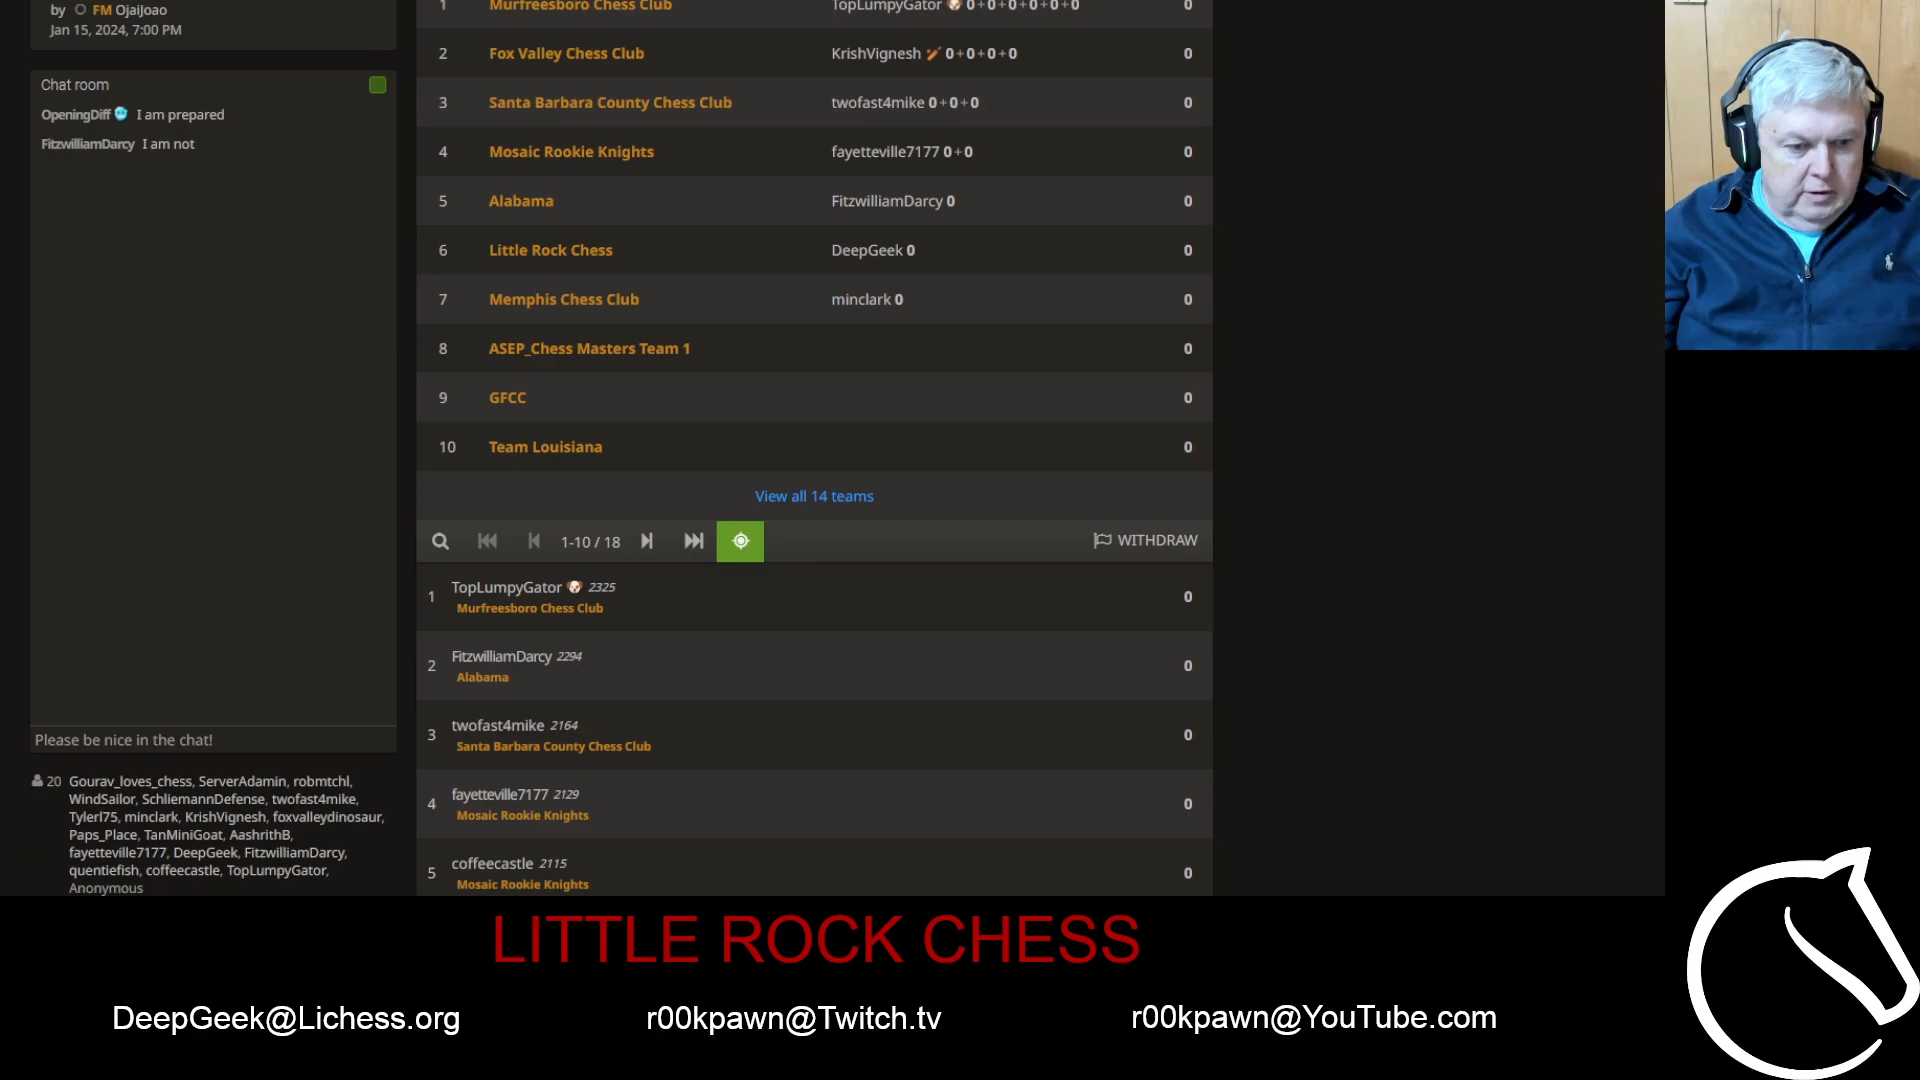 by FM OjaiJoao
Jan 15, 2024, 7:00 PM
Chat room
OpeningDiff I am prepared
FitzwilliamDarcy I am not
Please be nice in the chat!
20 Gourav_loves_chess, ServerAdamin, robmtchl,
WindSailor, SchliemannDefense, twofast4mike,
Tylerl75, minclark, KrishVignesh, foxvalleydinosaur,
Paps_Place, TanMiniGoat, AashrithB,
fayetteville7177, DeepGeek, FitzwilliamDarcy,
quentiefish, coffeecastle, TopLumpyGator,
Anonymous
1 Murfreesboro Chess Club TopLumpyGator 0+0+0+0+0+0 0
2 Fox Valley Chess Club KrishVignesh 0+0+0+0 0
3 Santa Barbara County Chess Club twofast4mike 0+0+0 0
4 Mosaic Rookie Knights fayetteville7177 0+0 0
5 Alabama FitzwilliamDarcy 0 0
6 Little Rock Chess DeepGeek 0 0
7 Memphis Chess Club minclark 0 0
8 ASEP_Chess Masters Team 1 0
9 GFCC 0
10 Team Louisiana 0
View all 14 teams
1-10 / 18 WITHDRAW
1 TopLumpyGator 2325 0
Murfreesboro Chess Club
2 FitzwilliamDarcy 2294 0
Alabama
3 twofast4mike 2164 0
Santa Barbara County Chess Club
4 fayetteville7177 2129 0
Mosaic Rookie Knights
5 coffeecastle 2115 0
Mosaic Rookie Knights
LITTLE ROCK CHESS
DeepGeek@Lichess.org r00kpawn@Twitch.tv r00kpawn@YouTube.com